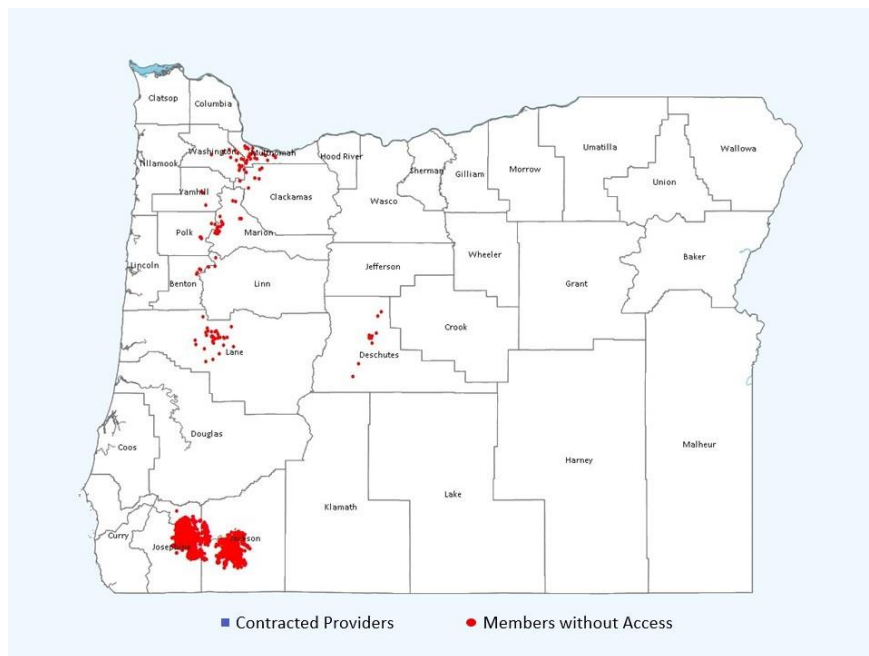 Clatsop
Columbia
Tillamook
Washington
Multnomah
Hood River
Sherman
Gilliam
Morrow
Umatilla
Union
Wallowa
Yamhill
Clackamas
Wasco
Polk
Marion
Wheeler
Baker
Lincoln
Jefferson
Benton
Linn
Grant
Crook
Lane
Deschutes
Douglas
Coos
Malheur
Harney
Lake
Klamath
Curry
Josephine
Jackson
Contracted Providers
Members without Access